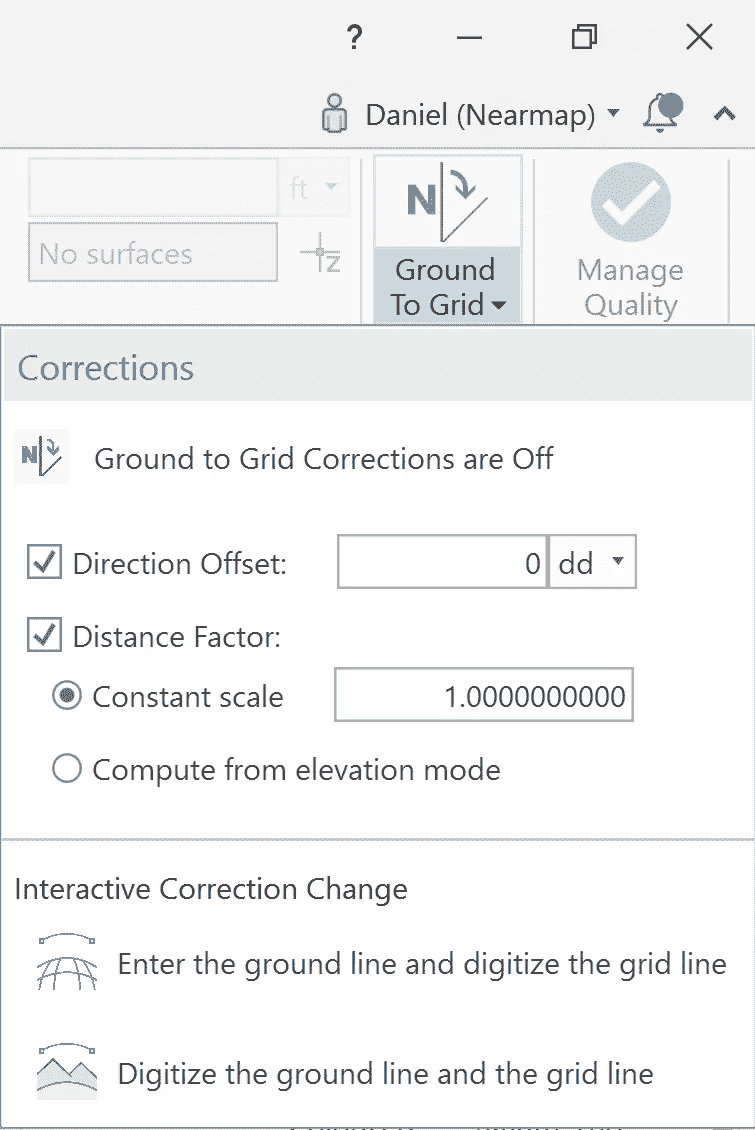 ?
Daniel (Nearmap)
ft
No surfaces
Z
N
Ground
To Grid
Manage
Quality
Corrections
N
Ground to Grid Corrections are Off
Direction Offset:
0
dd
Distance Factor:
Constant scale
1.0000000000
Compute from elevation mode
Interactive Correction Change
Enter the ground line and digitize the grid line
Digitize the ground line and the grid line